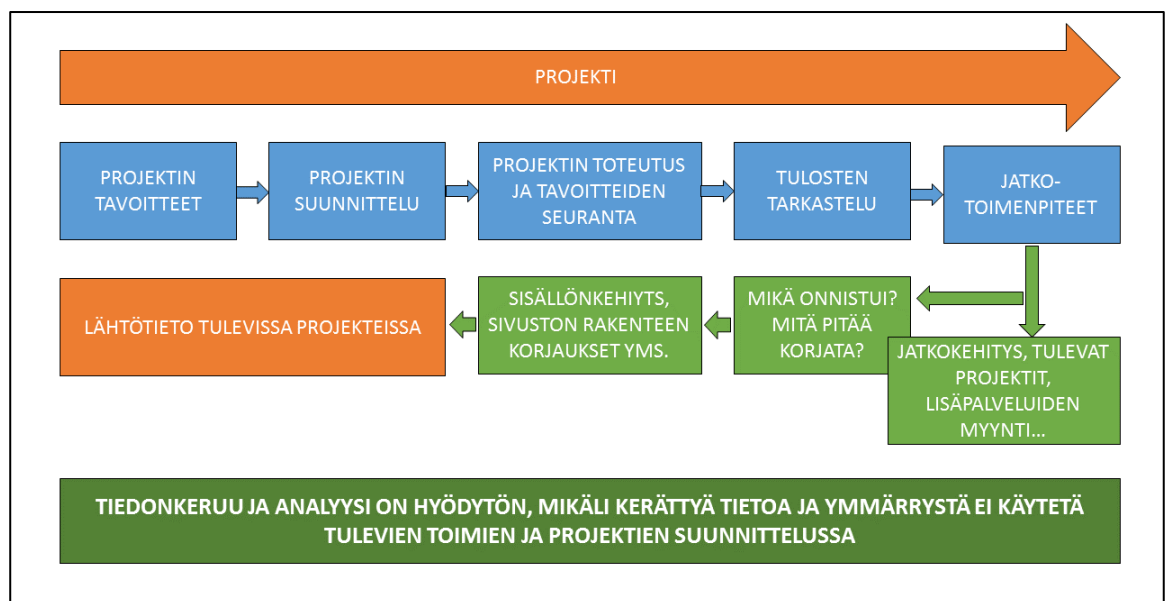 PROJEKTI
PROJEKTIN
TAVOITTEET
PROJEKTIN
SUUNNITTELU
PROJEKTIN TOTEUTUS
JA TAVOITTEIDEN
SEURANTA
TULOSTEN
TARKASTELU
JATKO-
TOIMENPITEET
LÄHTÖTIETO TULEVISSA PROJEKTEISSA
SISÄLLÖNKEHIYTS,
SIVUSTON RAKENTEEN
KORJAUKSET YMS.
MIKÄ ONNISTUI?
MITÄ PITÄÄ
KORJATA?
JATKOKEHITYS, TULEVAT
PROJEKTIT,
LISÄPALVELUIDEN
MYYNTI...
TIEDONKERUU JA ANALYYSI ON HYÖDYTÖN, MIKÄLI KERÄTTYÄ TIETOA JA YMMÄRRYSTÄ EI KÄYTETÄ
TULEVIEN TOIMIEN JA PROJEKTIEN SUUNNITTELUSSA